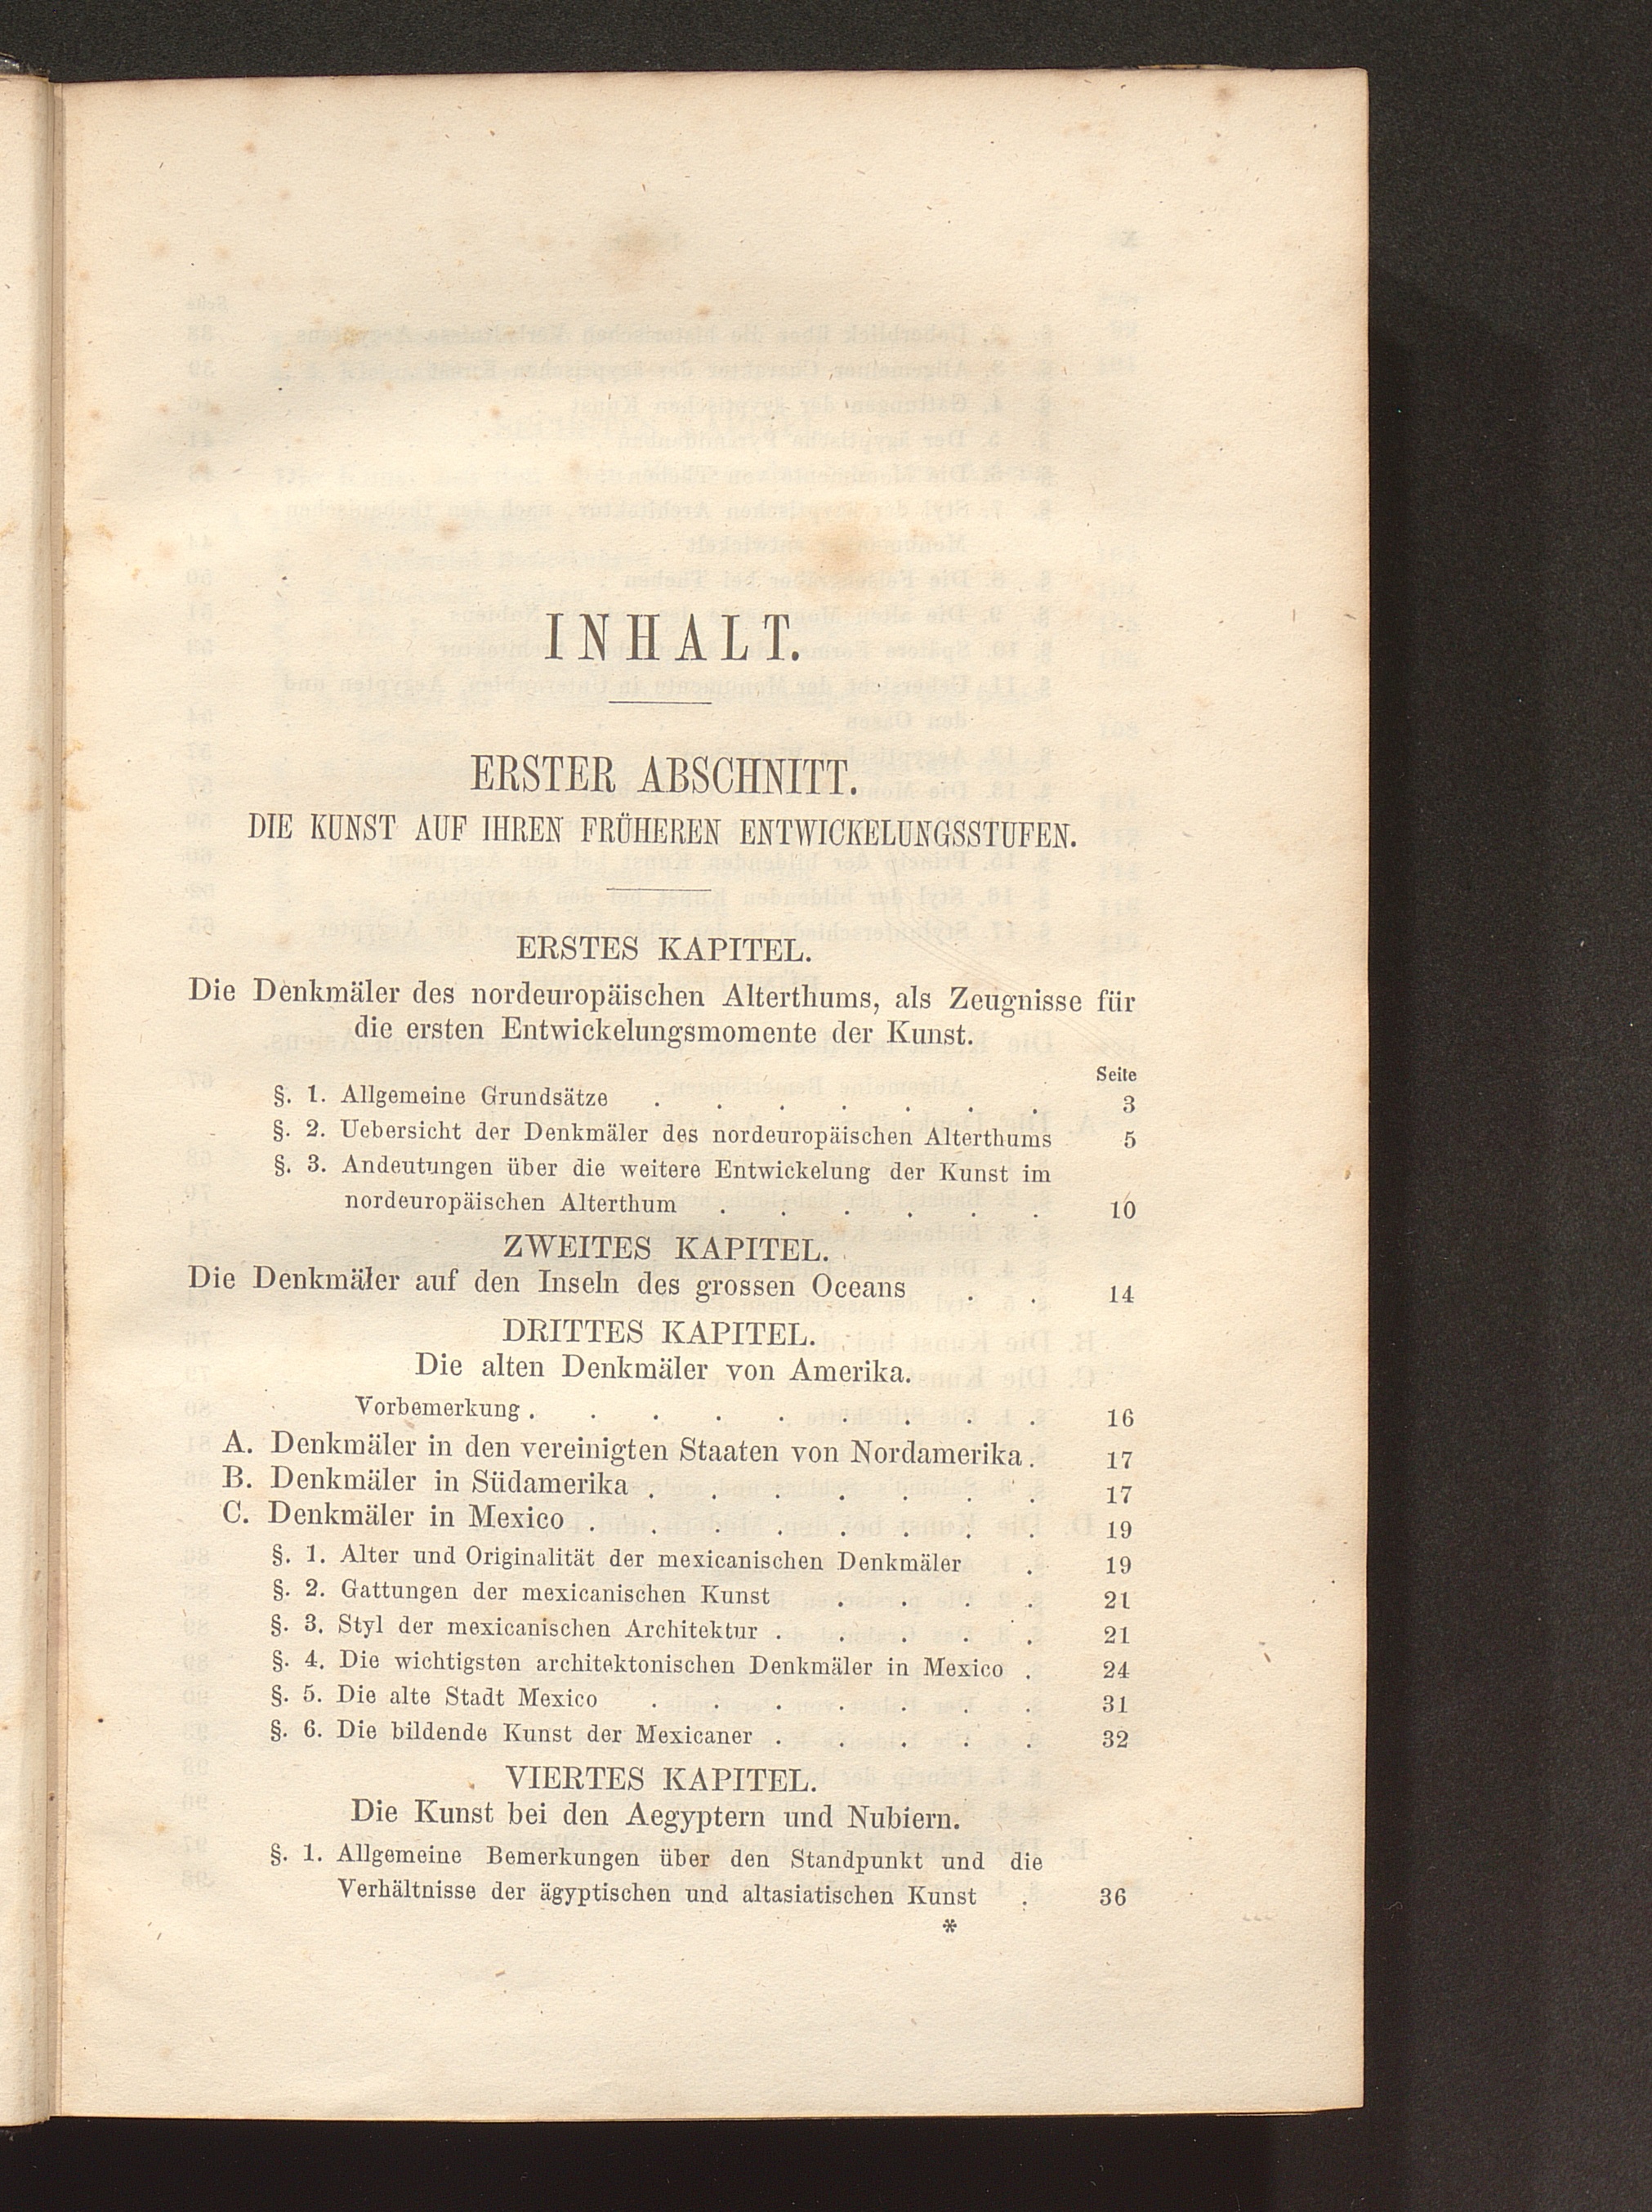 INHALT.
ERSTER ABSCHNITT.
DIE KUNST AUF IHREN FRÜHEREN ENTWICKELUNGSSTUFEN.
ERSTES KAPITEL.
Die Denkmäler des nordeuropäischen Alterthums, als Zeugnisse für
die ersten Entwickelungsmomente der Kunst.
Seite
§. 1. Allgemeine Grundsätze . . . . . . . 3
§. 2. Uebersicht der Denkmäler des nordeuropäischen Alterthums 5
§. 3. Andeutungen über die weitere Entwickelung der Kunst im
nordeuropäischen Alterthum . . . . . . 10
ZWEITES KAPITEL.
Die Denkmäler auf den Inseln des grossen Oceans . . 14
DRITTES KAPITEL.
Die alten Denkmäler von Amerika.
Vorbemerkung . . . . . . . . . 16
A. Denkmäler in den vereinigten Staaten von Nordamerika . 17
B. Denkmäler in Südamerika . . . . . . . 17
C. Denkmäler in Mexico . . . . . . . . 19
§. 1. Alter und Originalität der mexicanischen Denkmäler . 19
§. 2. Gattungen der mexicanischen Kunst . . . . 21
§. 3. Styl der mexicanischen Architektur . . . . . 21
§. 4. Die wichtigsten architektonischen Denkmäler in Mexico . 24
§. 5. Die alte Stadt Mexico . . . . . . . 31
§. 6. Die bildende Kunst der Mexicaner . . . . . 32
VIERTES KAPITEL.
Die Kunst bei den Aegyptern und Nubiern.
§. 1. Allgemeine Bemerkungen über den Standpunkt und die
Verhältnisse der ägyptischen und altasiatischen Kunst . 36
*